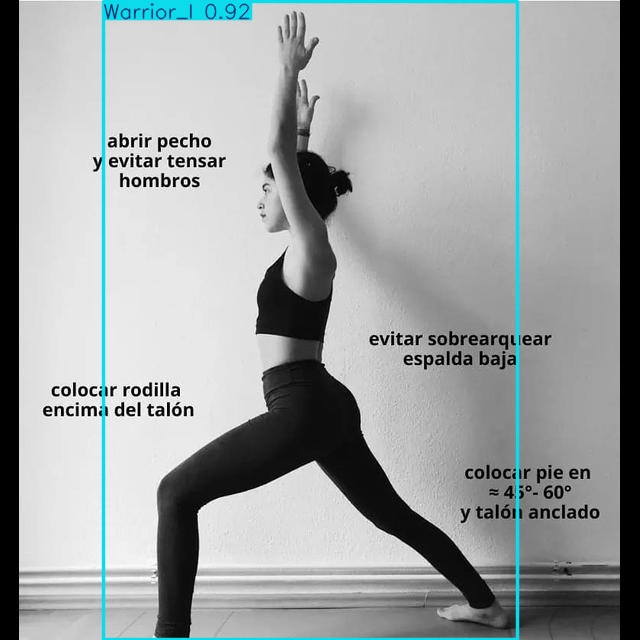 Warrior_I 0.92
abrir pecho
y evitar tensar
hombros
evitar sobrearquear
espalda baja
colocar rodilla
encima del talón
colocar pie en
≈ 45°- 60°
y talón anclado